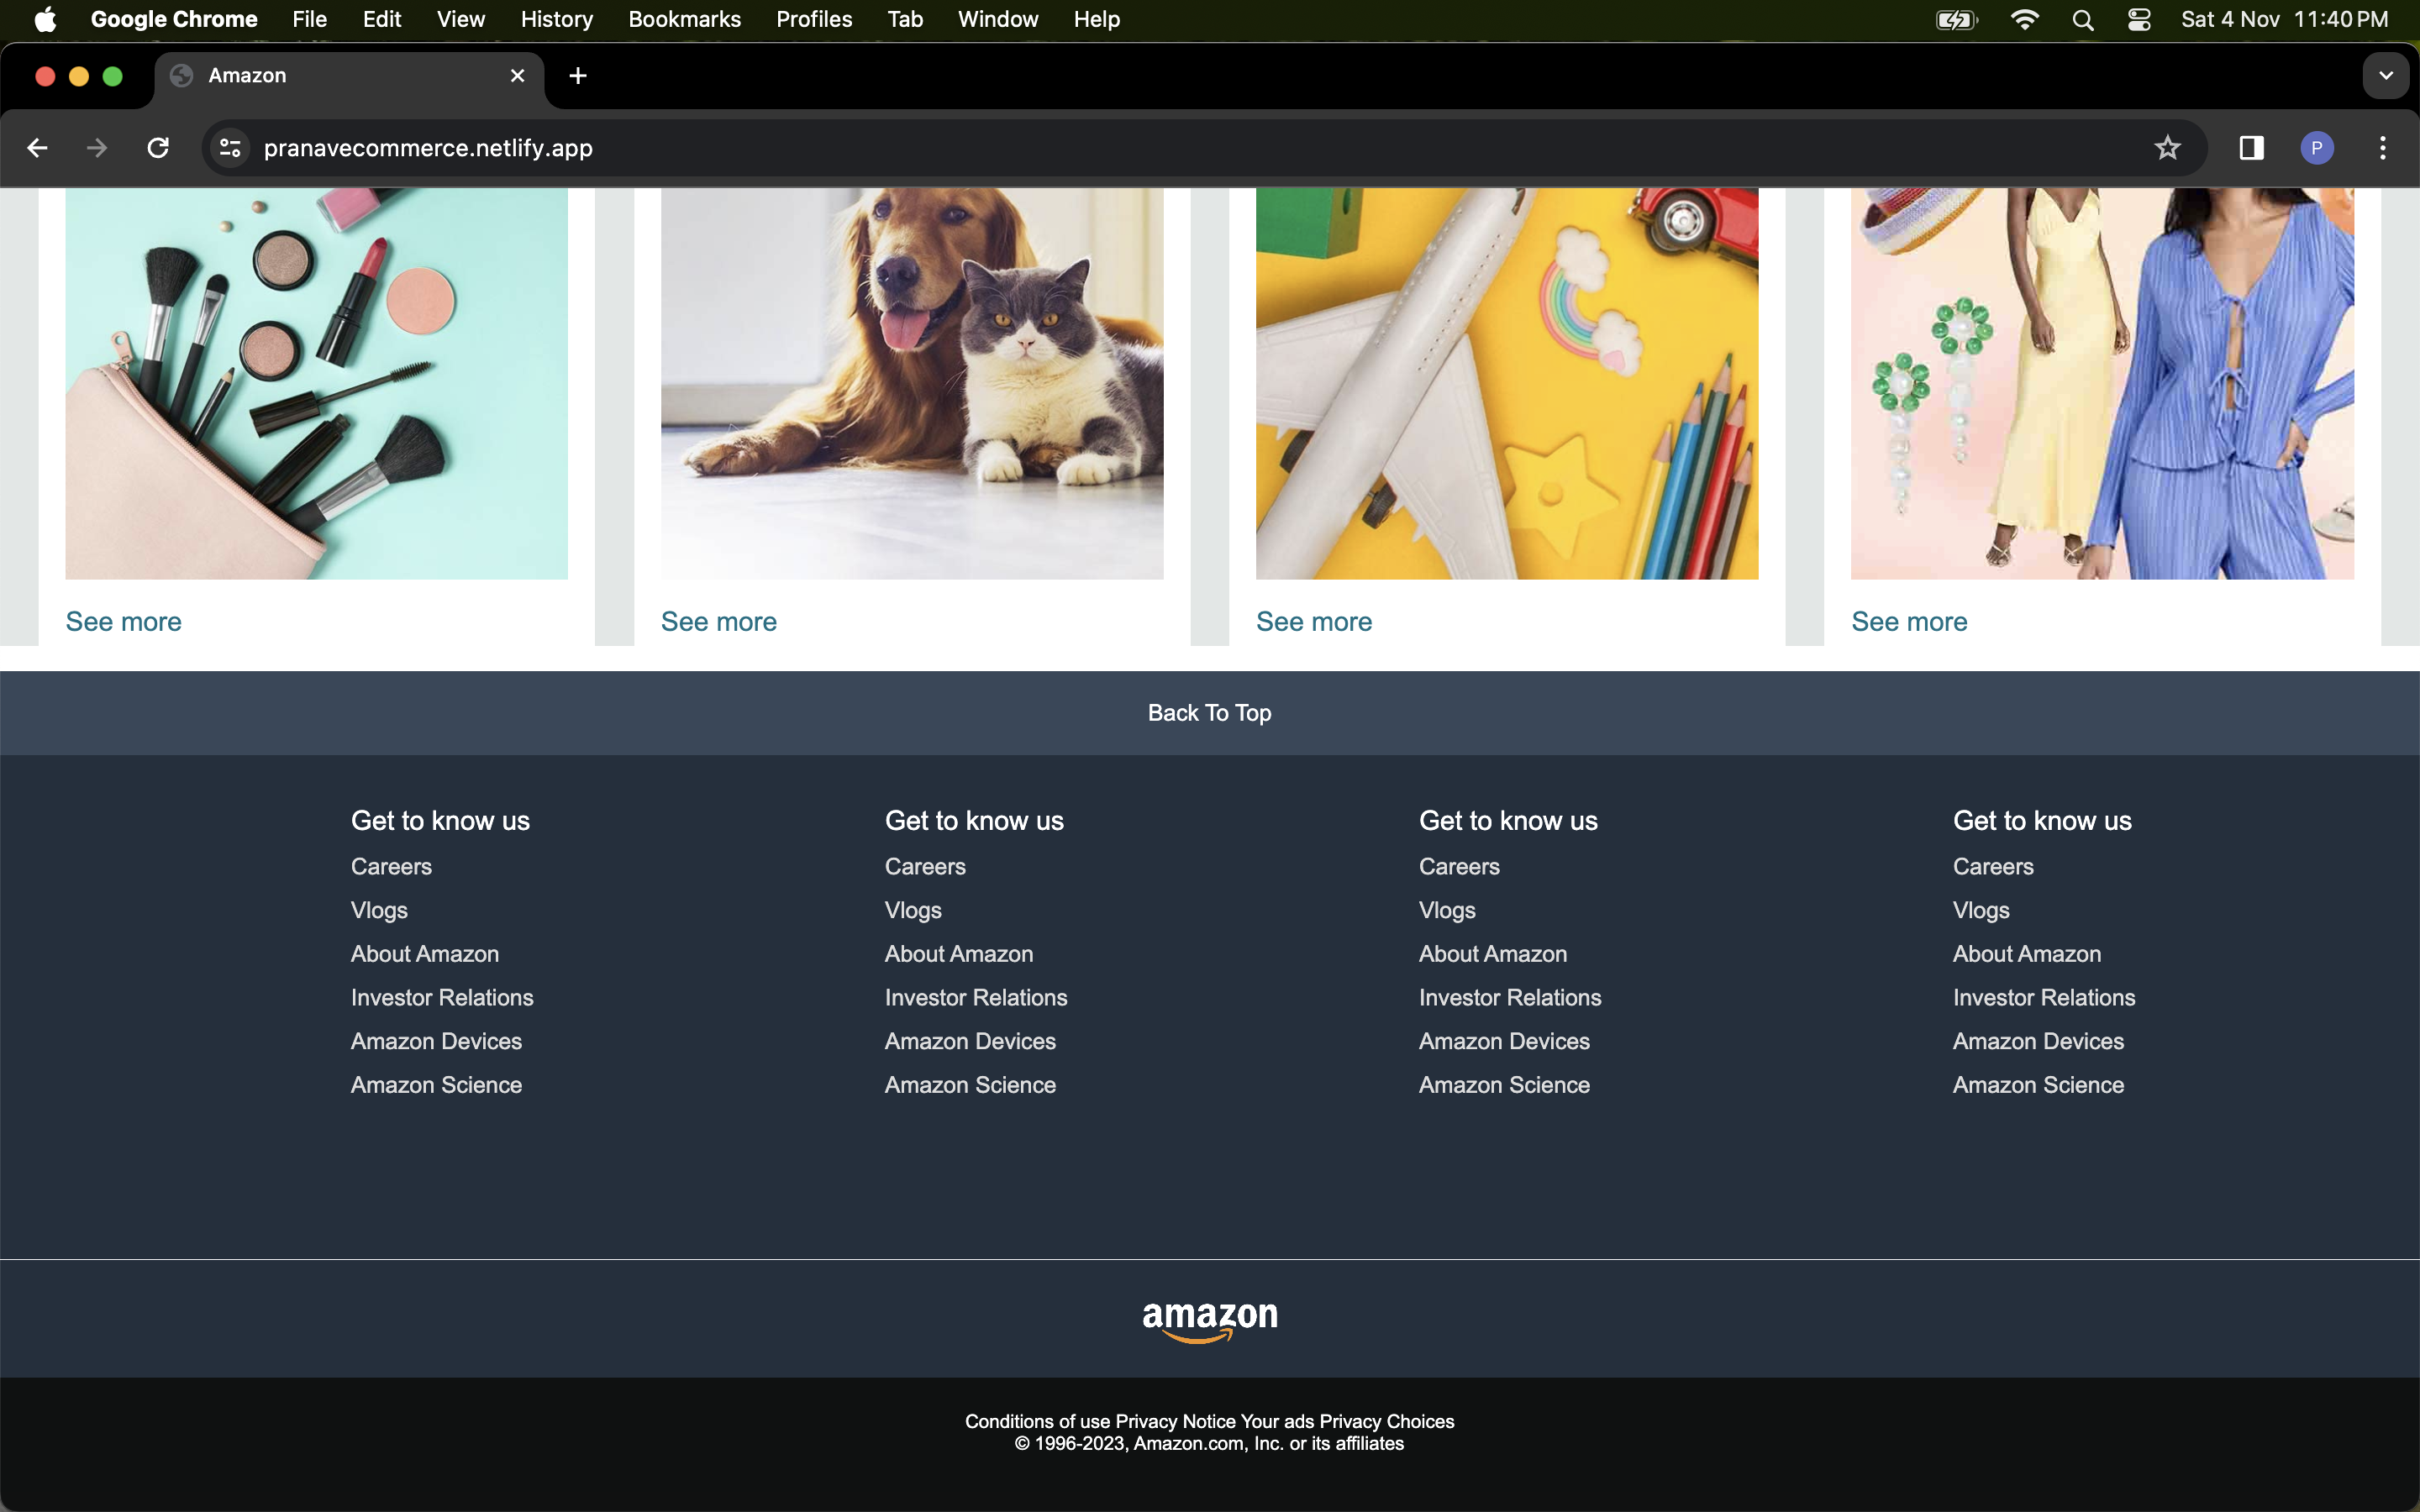 Google Chrome File Edit View History Bookmarks Profiles Tab Window Help Sat 4 Nov 11:40 PM
Amazon
pranavecommerce.netlify.app P
See more See more See more See more
Back To Top
Get to know us Get to know us Get to know us Get to know us
Careers Careers Careers Careers
Vlogs Vlogs Vlogs Vlogs
About Amazon About Amazon About Amazon About Amazon
Investor Relations Investor Relations Investor Relations Investor Relations
Amazon Devices Amazon Devices Amazon Devices Amazon Devices
Amazon Science Amazon Science Amazon Science Amazon Science
amazon
Conditions of use Privacy Notice Your ads Privacy Choices
© 1996-2023, Amazon.com, Inc. or its affiliates